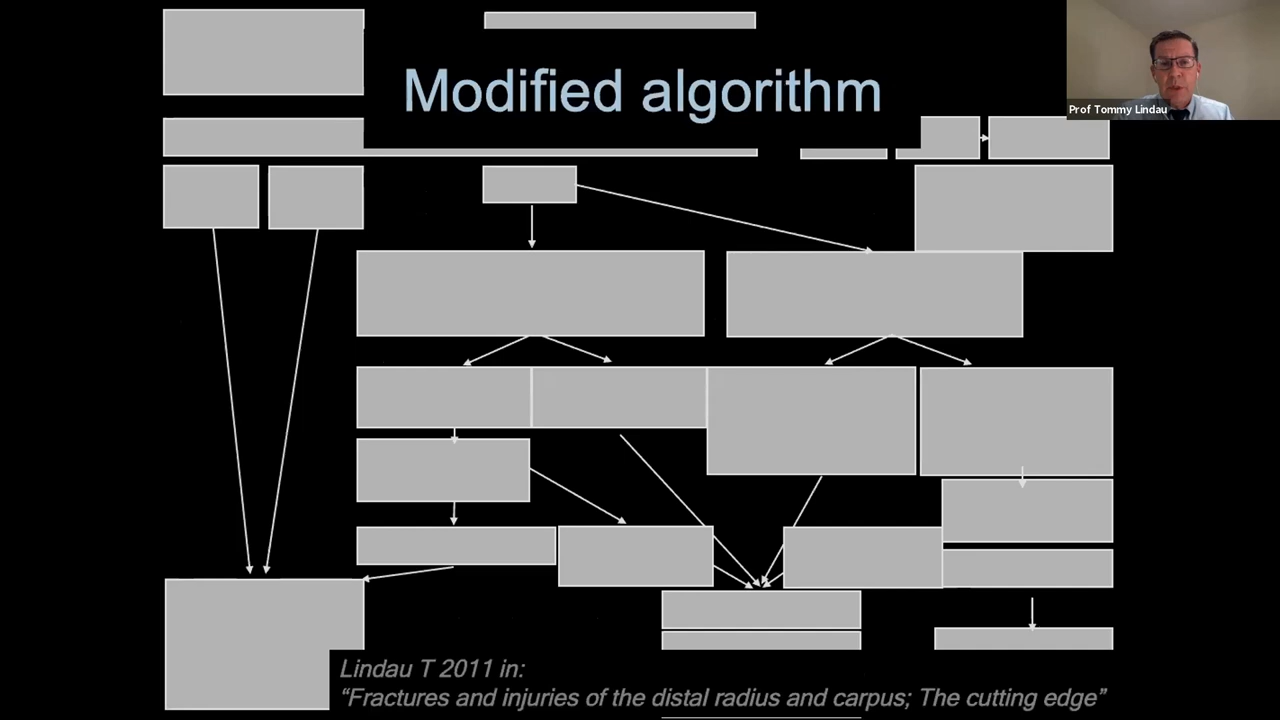 Modified algorithm
Prof Tommy Lindau
Lindau T 2011 in:
“Fractures and injuries of the distal radius and carpus; The cutting edge”